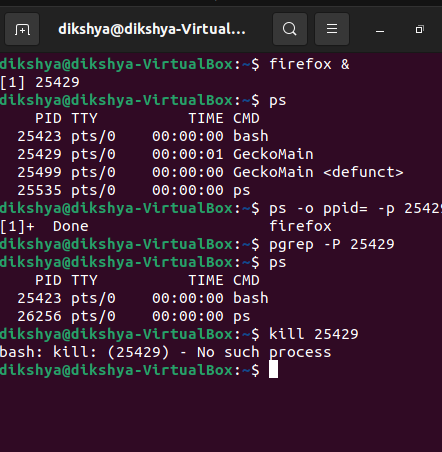 dikshya@dikshya-Virtual...
dikshya@dikshya-VirtualBox:~$ firefox &
[1] 25429
dikshya@dikshya-VirtualBox:~$ ps
    PID TTY          TIME CMD
  25423 pts/0    00:00:00 bash
  25429 pts/0    00:00:01 GeckoMain
  25499 pts/0    00:00:00 GeckoMain <defunct>
  25535 pts/0    00:00:00 ps
dikshya@dikshya-VirtualBox:~$ ps -o ppid= -p 25429
[1]+  Done                    firefox
dikshya@dikshya-VirtualBox:~$ pgrep -P 25429
dikshya@dikshya-VirtualBox:~$ ps
    PID TTY          TIME CMD
  25423 pts/0    00:00:00 bash
  26256 pts/0    00:00:00 ps
dikshya@dikshya-VirtualBox:~$ kill 25429
bash: kill: (25429) - No such process
dikshya@dikshya-VirtualBox:~$